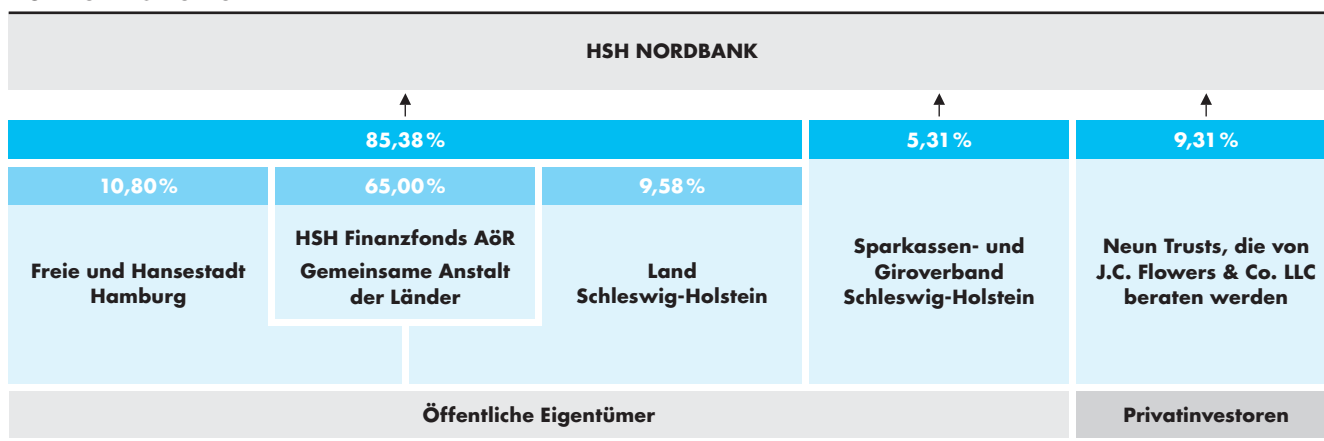 HSH NORDBANK
85,38 %
5,31 %
9,31 %
10,80 %
65,00 %
9,58 %
Freie und Hansestadt
Hamburg
HSH Finanzfonds AöR
Gemeinsame Anstalt
der Länder
Land
Schleswig-Holstein
Sparkassen- und
Giroverband
Schleswig-Holstein
Neun Trusts, die von
J.C. Flowers & Co. LLC
beraten werden
Öffentliche Eigentümer
Privatinvestoren